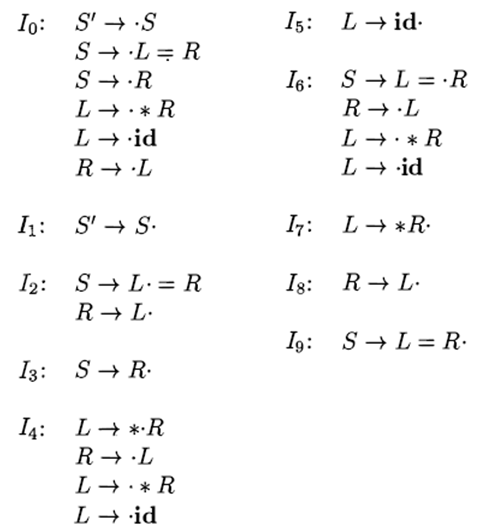 I₀: S′ → ·S
S → ·L = R
S → ·R
L → · * R
L → ·id
R → ·L
I₁: S′ → S·
I₂: S → L· = R
R → L·
I₃: S → R·
I₄: L → *·R
R → ·L
L → · * R
L → ·id
I₅: L → id·
I₆: S → L = ·R
R → ·L
L → · * R
L → ·id
I₇: L → *R·
I₈: R → L·
I₉: S → L = R·